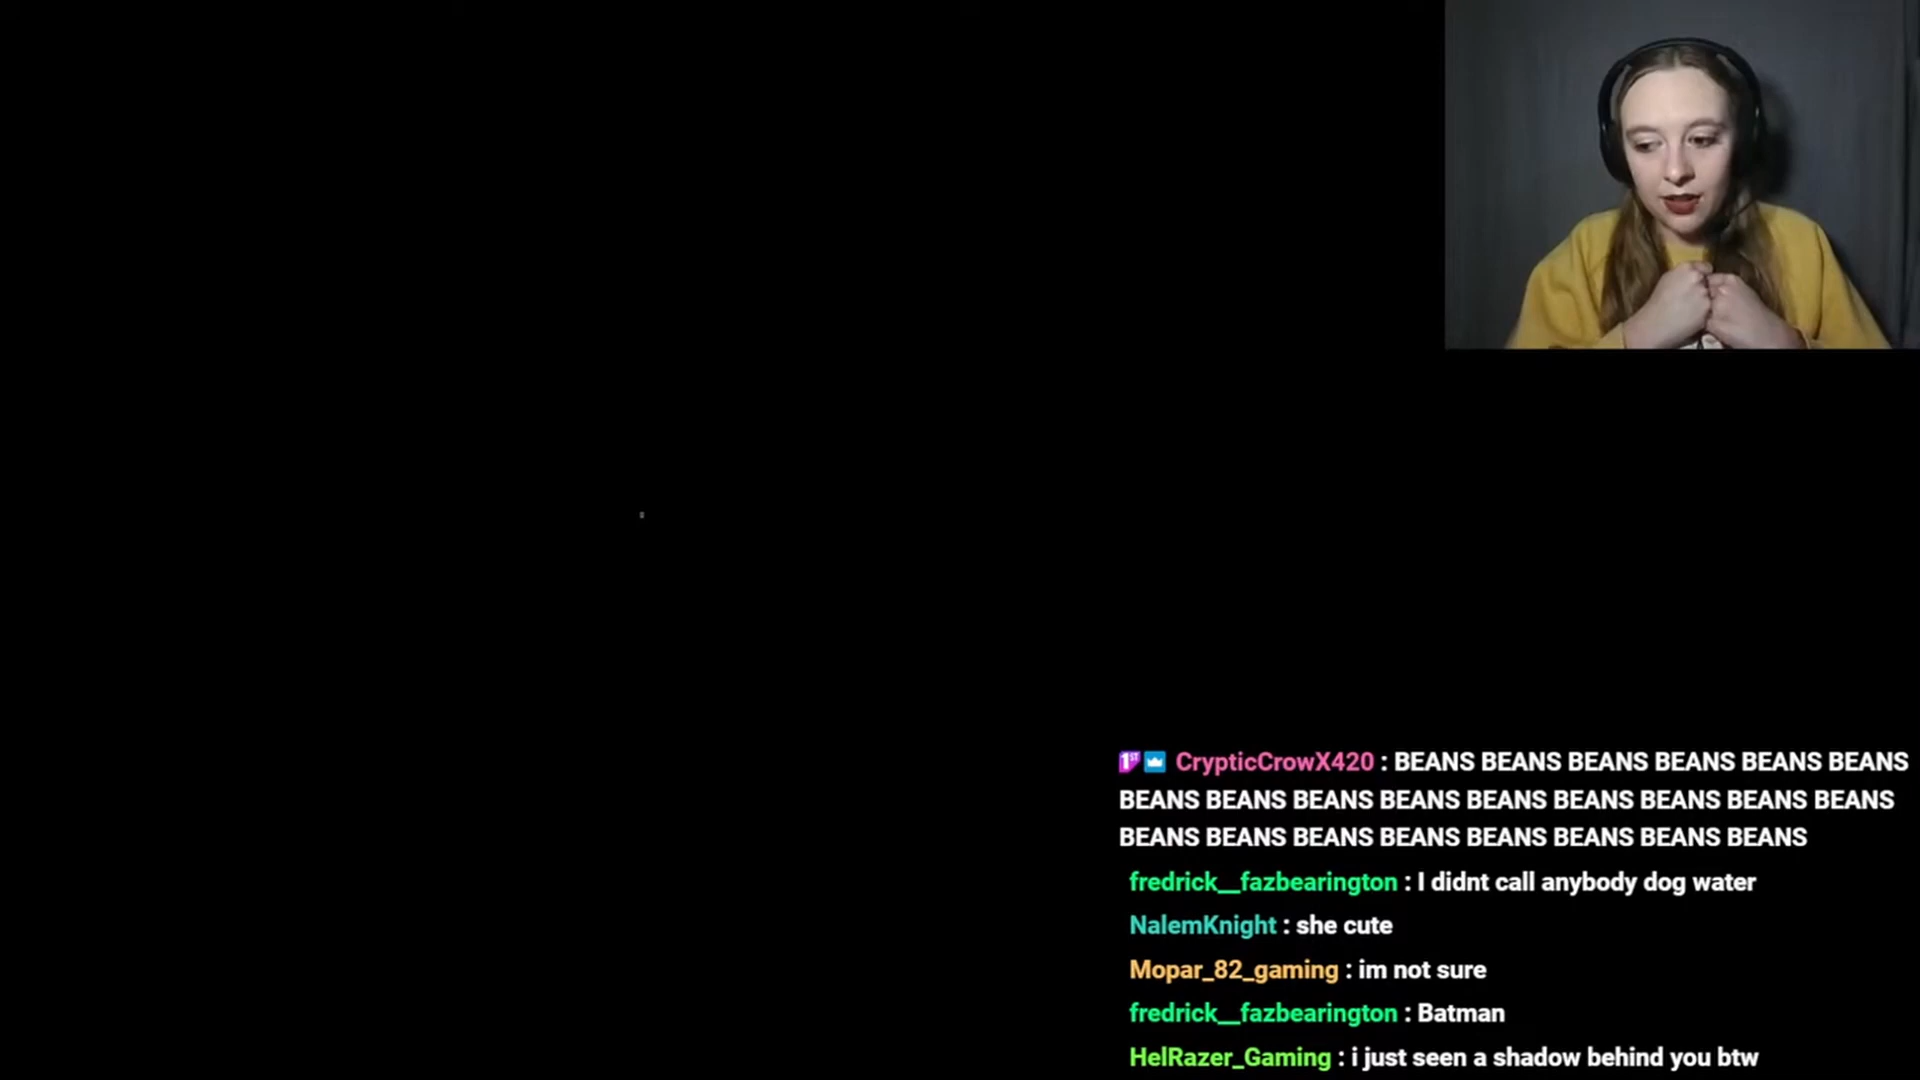 1ST CrypticCrowX420 : BEANS BEANS BEANS BEANS BEANS BEANS
BEANS BEANS BEANS BEANS BEANS BEANS BEANS BEANS BEANS
BEANS BEANS BEANS BEANS BEANS BEANS BEANS BEANS
fredrick__fazbearington : I didnt call anybody dog water
NalemKnight : she cute
Mopar_82_gaming : im not sure
fredrick__fazbearington : Batman
HelRazer_Gaming : i just seen a shadow behind you btw